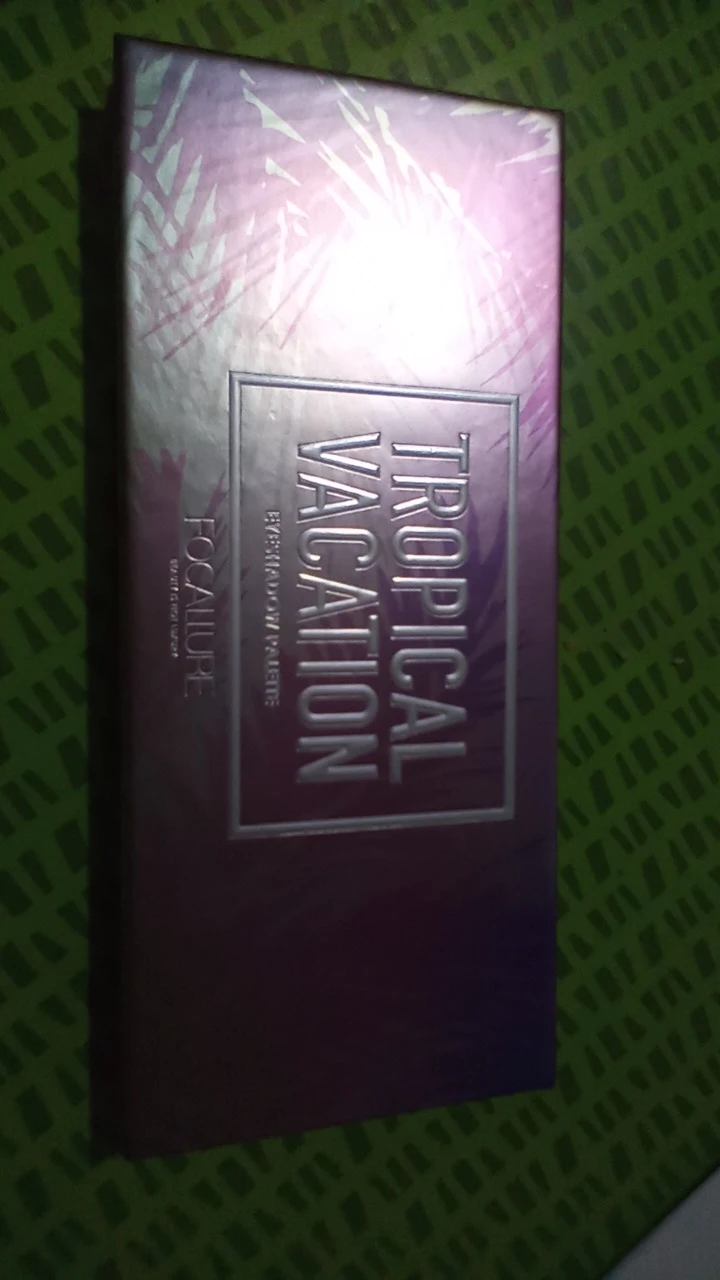 TROPICAL
VACATION
EYESHADOW PALETTE
FOCALLURE